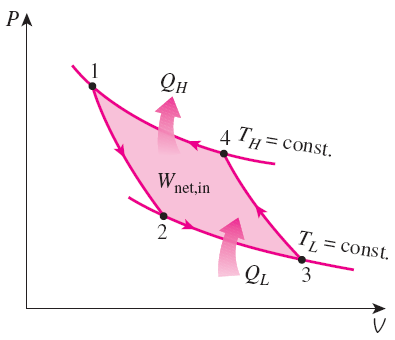 P
1
Q_H
4
T_H = const.
W_net,in
2
T_L = const.
Q_L
3
V